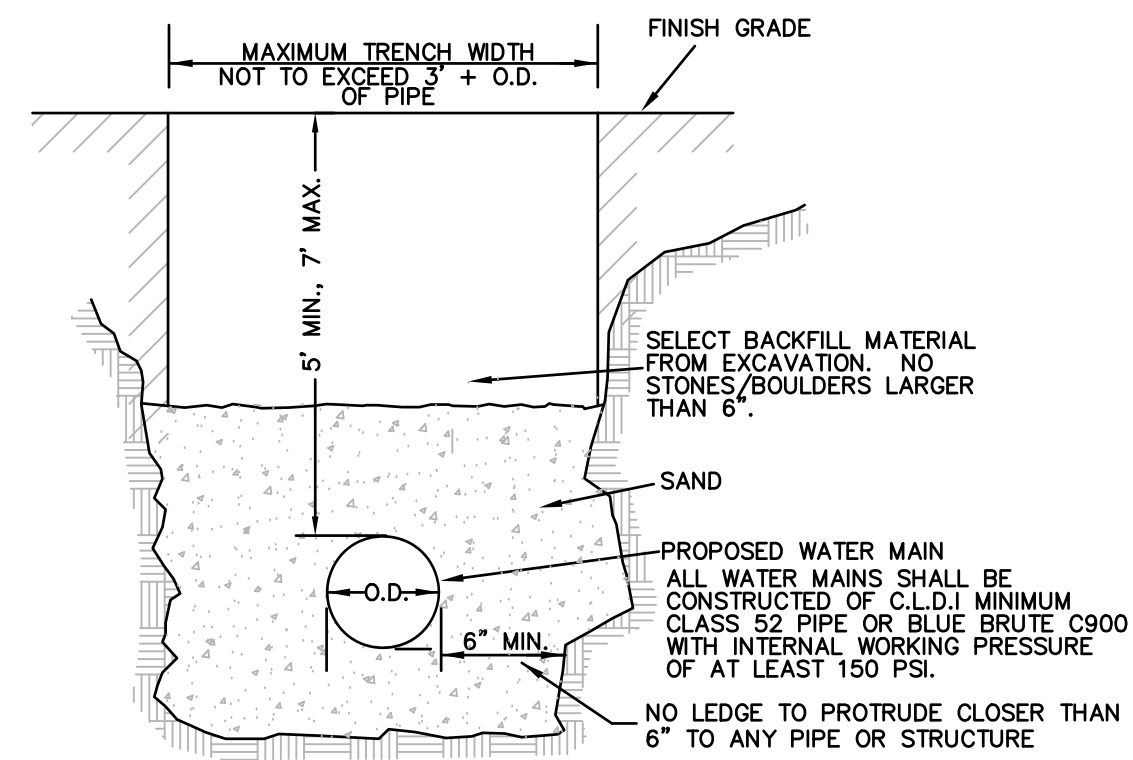 FINISH GRADE
MAXIMUM TRENCH WIDTH
NOT TO EXCEED 3' + O.D.
OF PIPE
5' MIN., 7' MAX.
SELECT BACKFILL MATERIAL
FROM EXCAVATION. NO
STONES/BOULDERS LARGER
THAN 6".
SAND
PROPOSED WATER MAIN
ALL WATER MAINS SHALL BE
CONSTRUCTED OF C.L.D.I MINIMUM
CLASS 52 PIPE OR BLUE BRUTE C900
WITH INTERNAL WORKING PRESSURE
OF AT LEAST 150 PSI.
O.D.
6" MIN.
NO LEDGE TO PROTRUDE CLOSER THAN
6" TO ANY PIPE OR STRUCTURE